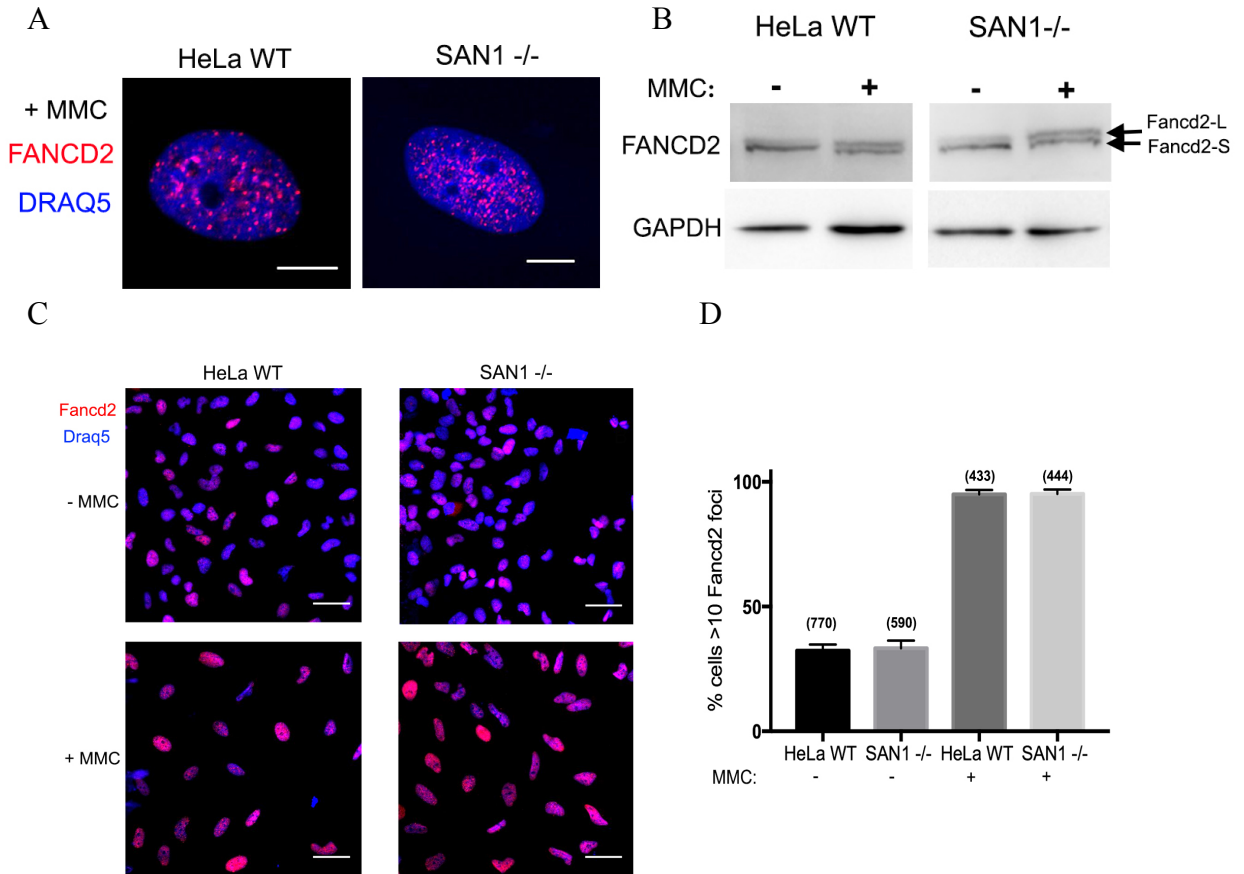 A
HeLa WT
SAN1 -/-
+ MMC
FANCD2
DRAQ5
B
HeLa WT
SAN1-/-
MMC:
-
+
-
+
FANCD2
Fancd2-L
Fancd2-S
GAPDH
C
HeLa WT
SAN1 -/-
Fancd2
Draq5
- MMC
+ MMC
D
% cells >10 Fancd2 foci
100
50
0
(770)
(590)
(433)
(444)
HeLa WT SAN1 -/- HeLa WT SAN1 -/-
MMC: - - + +